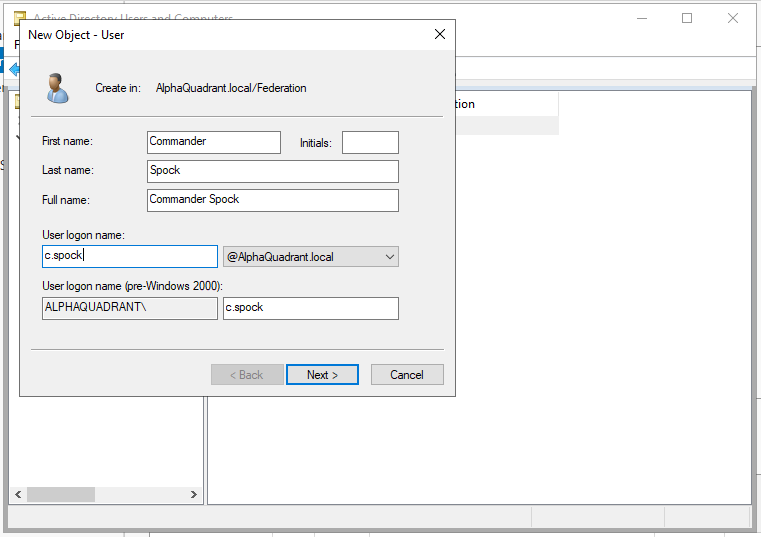 Active Directory Users and Computers
New Object - User
Create in: AlphaQuadrant.local/Federation
tion
First name: Commander Initials:
Last name: Spock
Full name: Commander Spock
User logon name:
c.spock @AlphaQuadrant.local
User logon name (pre-Windows 2000):
ALPHAQUADRANT\ c.spock
< Back Next > Cancel